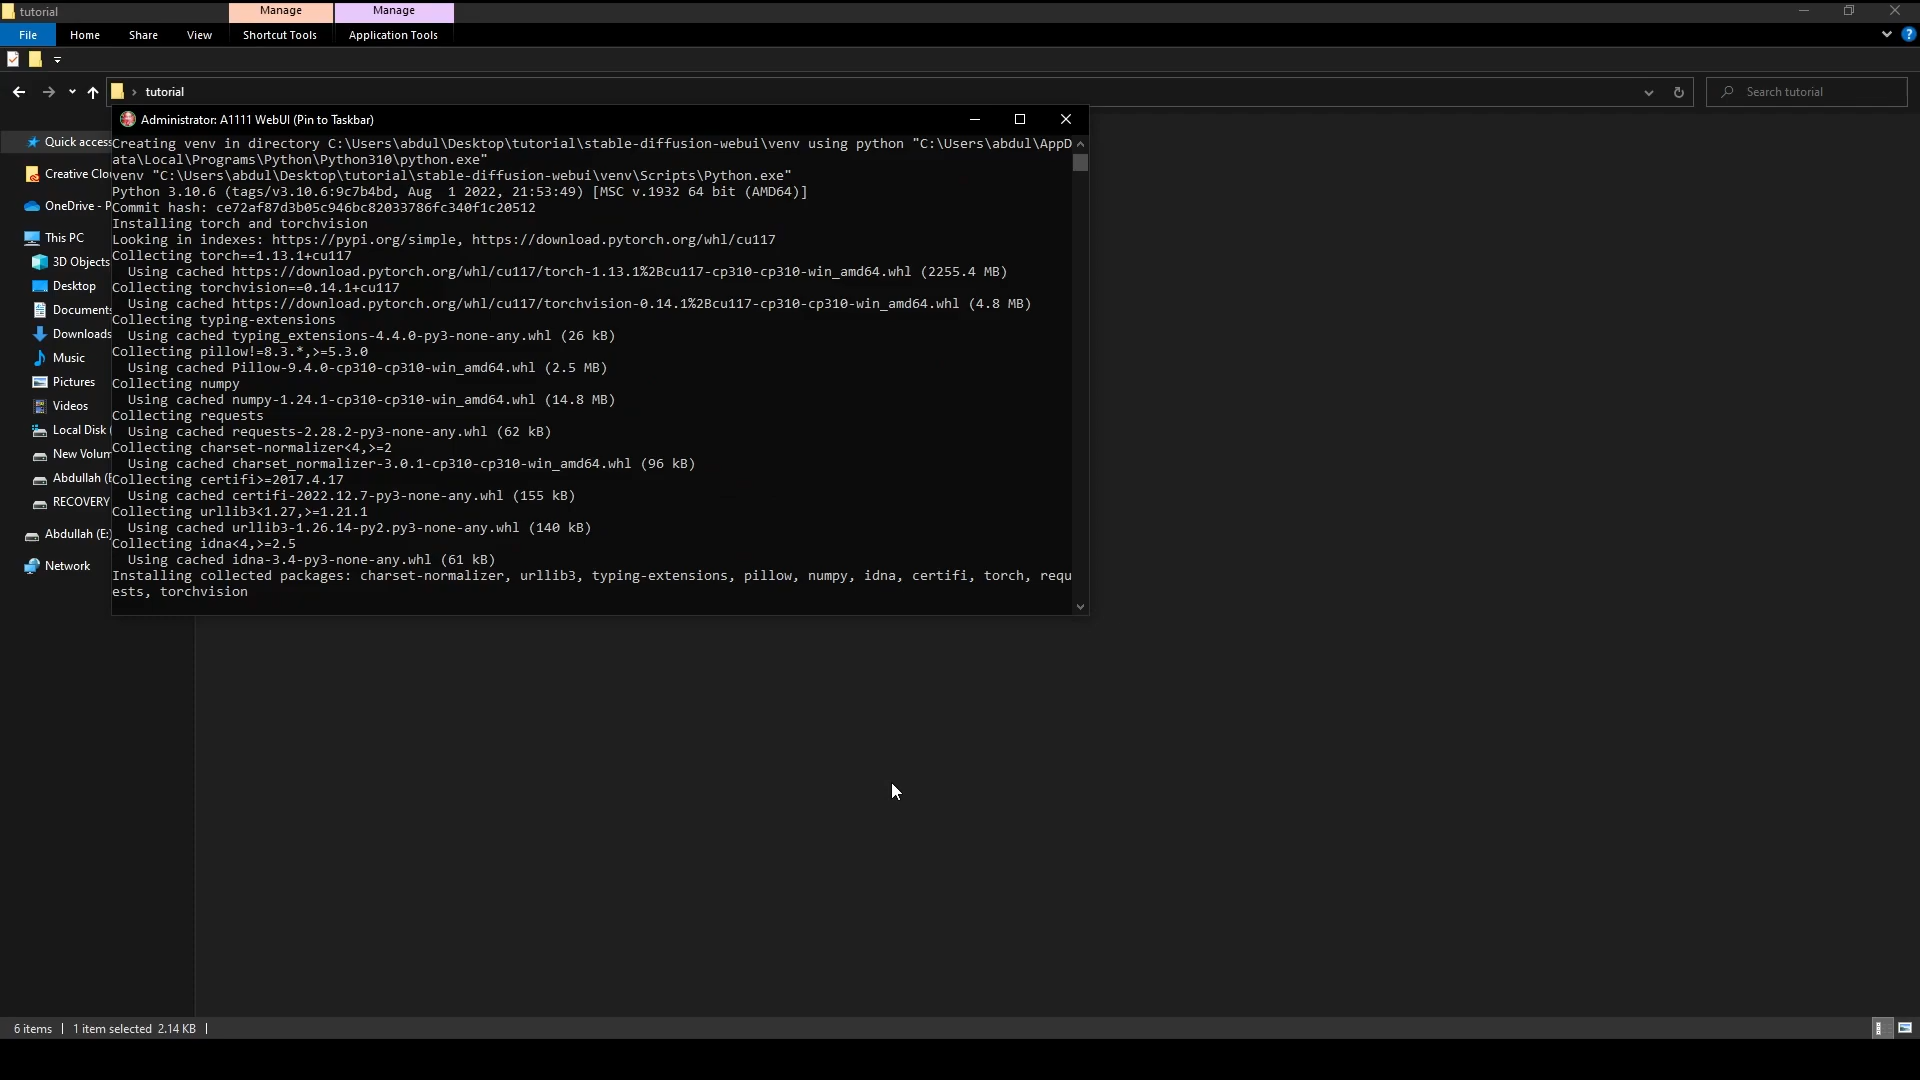 tutorial
Manage
Manage
File
Home
Share
View
Shortcut Tools
Application Tools
?
› tutorial
Search tutorial
Administrator: A1111 WebUI (Pin to Taskbar)
Quick access
Creative Clo
OneDrive - P
This PC
3D Objects
Desktop
Documents
Downloads
Music
Pictures
Videos
Local Disk (
New Volum
Abdullah (E
RECOVERY
Abdullah (E:)
Network
Creating venv in directory C:\Users\abdul\Desktop\tutorial\stable-diffusion-webui\venv using python "C:\Users\abdul\AppD
ata\Local\Programs\Python\Python310\python.exe"
venv "C:\Users\abdul\Desktop\tutorial\stable-diffusion-webui\venv\Scripts\Python.exe"
Python 3.10.6 (tags/v3.10.6:9c7b4bd, Aug  1 2022, 21:53:49) [MSC v.1932 64 bit (AMD64)]
Commit hash: ce72af87d3b05c946bc82033786fc340f1c20512
Installing torch and torchvision
Looking in indexes: https://pypi.org/simple, https://download.pytorch.org/whl/cu117
Collecting torch==1.13.1+cu117
Using cached https://download.pytorch.org/whl/cu117/torch-1.13.1%2Bcu117-cp310-cp310-win_amd64.whl (2255.4 MB)
Collecting torchvision==0.14.1+cu117
Using cached https://download.pytorch.org/whl/cu117/torchvision-0.14.1%2Bcu117-cp310-cp310-win_amd64.whl (4.8 MB)
Collecting typing-extensions
Using cached typing_extensions-4.4.0-py3-none-any.whl (26 kB)
Collecting pillow!=8.3.*,>=5.3.0
Using cached Pillow-9.4.0-cp310-cp310-win_amd64.whl (2.5 MB)
Collecting numpy
Using cached numpy-1.24.1-cp310-cp310-win_amd64.whl (14.8 MB)
Collecting requests
Using cached requests-2.28.2-py3-none-any.whl (62 kB)
Collecting charset-normalizer<4,>=2
Using cached charset_normalizer-3.0.1-cp310-cp310-win_amd64.whl (96 kB)
Collecting certifi>=2017.4.17
Using cached certifi-2022.12.7-py3-none-any.whl (155 kB)
Collecting urllib3<1.27,>=1.21.1
Using cached urllib3-1.26.14-py2.py3-none-any.whl (140 kB)
Collecting idna<4,>=2.5
Using cached idna-3.4-py3-none-any.whl (61 kB)
Installing collected packages: charset-normalizer, urllib3, typing-extensions, pillow, numpy, idna, certifi, torch, requ
ests, torchvision
6 items | 1 item selected 2.14 KB |